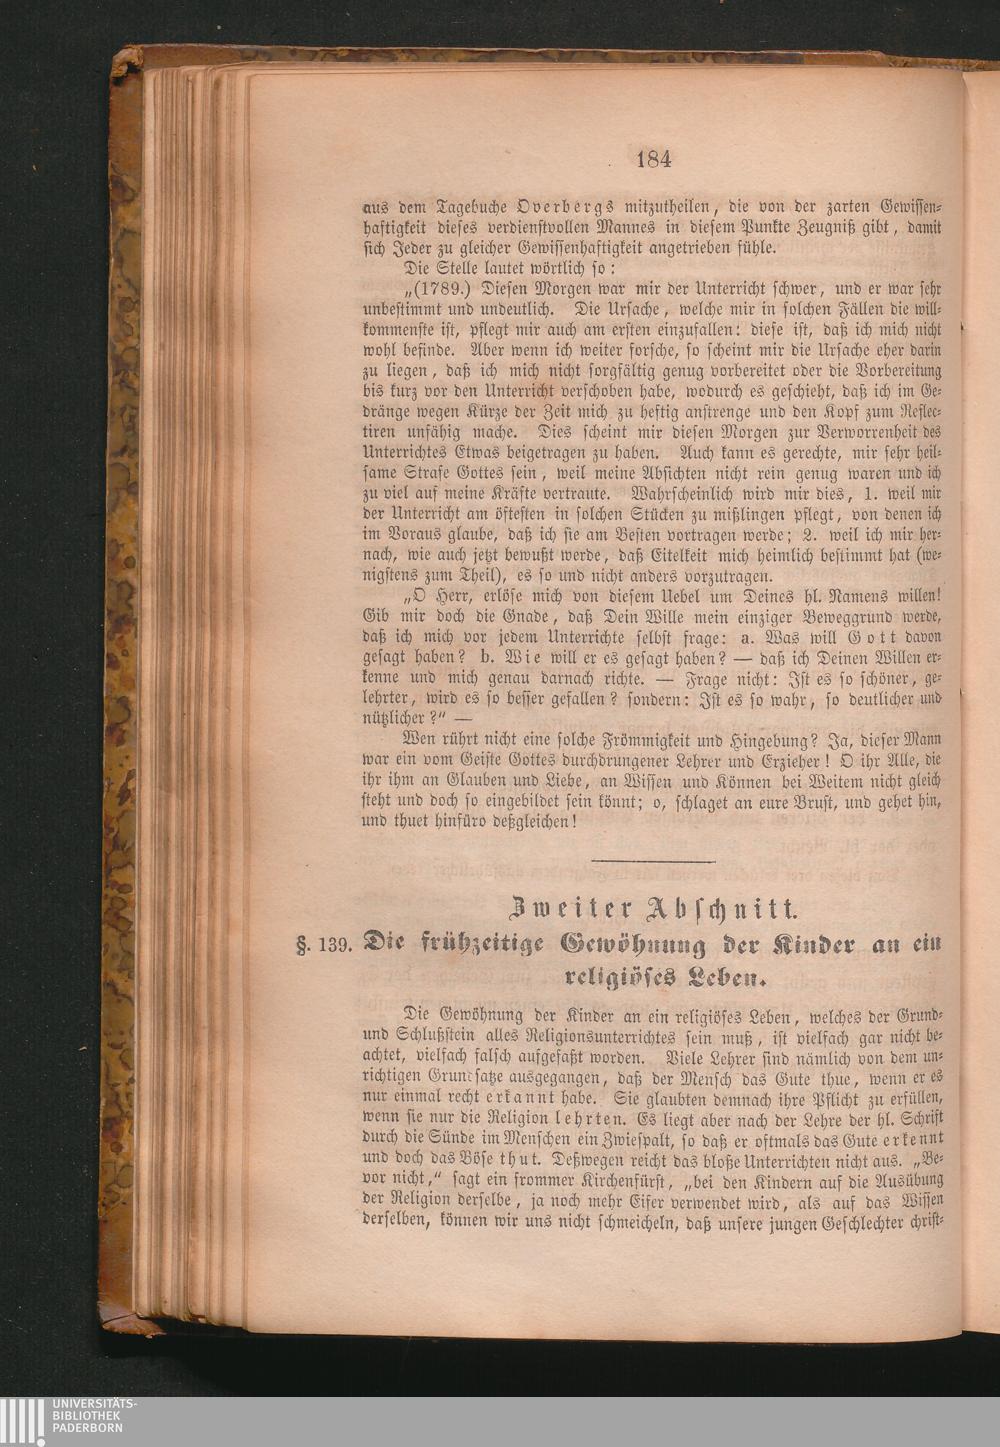 184
aus dem Tagebuche Overbergs mitzutheilen, die von der zarten Gewissen-
haftigkeit dieses verdienstvollen Mannes in diesem Punkte Zeugniß gibt, damit
sich Jeder zu gleicher Gewissenhaftigkeit angetrieben fühle.
Die Stelle lautet wörtlich so:
„(1789.) Diesen Morgen war mir der Unterricht schwer, und er war sehr
unbestimmt und undeutlich. Die Ursache, welche mir in solchen Fällen die will-
kommenste ist, pflegt mir auch am ersten einzufallen: diese ist, daß ich mich nicht
wohl befinde. Aber wenn ich weiter forsche, so scheint mir die Ursache eher darin
zu liegen, daß ich mich nicht sorgfältig genug vorbereitet oder die Vorbereitung
bis kurz vor den Unterricht verschoben habe, wodurch es geschieht, daß ich im Ge-
dränge wegen Kürze der Zeit mich zu heftig anstrenge und den Kopf zum Reflec-
tiren unfähig mache. Dies scheint mir diesen Morgen zur Verworrenheit des
Unterrichtes Etwas beigetragen zu haben. Auch kann es gerechte, mir sehr heil-
same Strafe Gottes sein, weil meine Absichten nicht rein genug waren und ich
zu viel auf meine Kräfte vertraute. Wahrscheinlich wird mir dies, 1. weil mir
der Unterricht am öftesten in solchen Stücken zu mißlingen pflegt, von denen ich
im Voraus glaube, daß ich sie am Besten vortragen werde; 2. weil ich mir her-
nach, wie auch jetzt bewußt werde, daß Eitelkeit mich heimlich bestimmt hat (we-
nigstens zum Theil), es so und nicht anders vorzutragen.
„O Herr, erlöse mich von diesem Uebel um Deines hl. Namens willen!
Gib mir doch die Gnade, daß Dein Wille mein einziger Beweggrund werde,
daß ich mich vor jedem Unterrichte selbst frage: a. Was will Gott davon
gesagt haben? b. Wie will er es gesagt haben? — daß ich Deinen Willen er-
kenne und mich genau darnach richte. — Frage nicht: Ist es so schöner, ge-
lehrter, wird es so besser gefallen? sondern: Ist es so wahr, so deutlicher und
nützlicher?“ —
Wen rührt nicht eine solche Frömmigkeit und Hingebung? Ja, dieser Mann
war ein vom Geiste Gottes durchdrungener Lehrer und Erzieher! O ihr Alle, die
ihr ihm an Glauben und Liebe, an Wissen und Können bei Weitem nicht gleich
steht und doch so eingebildet sein könnt; o, schlaget an eure Brust, und gehet hin,
und thuet hinfüro deßgleichen!
Zweiter Abschnitt.
§. 139. Die frühzeitige Gewöhnung der Kinder an ein
religiöses Leben.
Die Gewöhnung der Kinder an ein religiöses Leben, welches der Grund-
und Schlußstein alles Religionsunterrichtes sein muß, ist vielfach gar nicht be-
achtet, vielfach falsch aufgefaßt worden. Viele Lehrer sind nämlich von dem un-
richtigen Grundsatze ausgegangen, daß der Mensch das Gute thue, wenn er es
nur einmal recht erkannt habe. Sie glaubten demnach ihre Pflicht zu erfüllen,
wenn sie nur die Religion lehrten. Es liegt aber nach der Lehre der hl. Schrift
durch die Sünde im Menschen ein Zwiespalt, so daß er oftmals das Gute erkennt
und doch das Böse thut. Deßwegen reicht das bloße Unterrichten nicht aus. „Be-
vor nicht,“ sagt ein frommer Kirchenfürst, „bei den Kindern auf die Ausübung
der Religion derselbe, ja noch mehr Eifer verwendet wird, als auf das Wissen
derselben, können wir uns nicht schmeicheln, daß unsere jungen Geschlechter christ-
UNIVERSITÄTS-
BIBLIOTHEK
PADERBORN